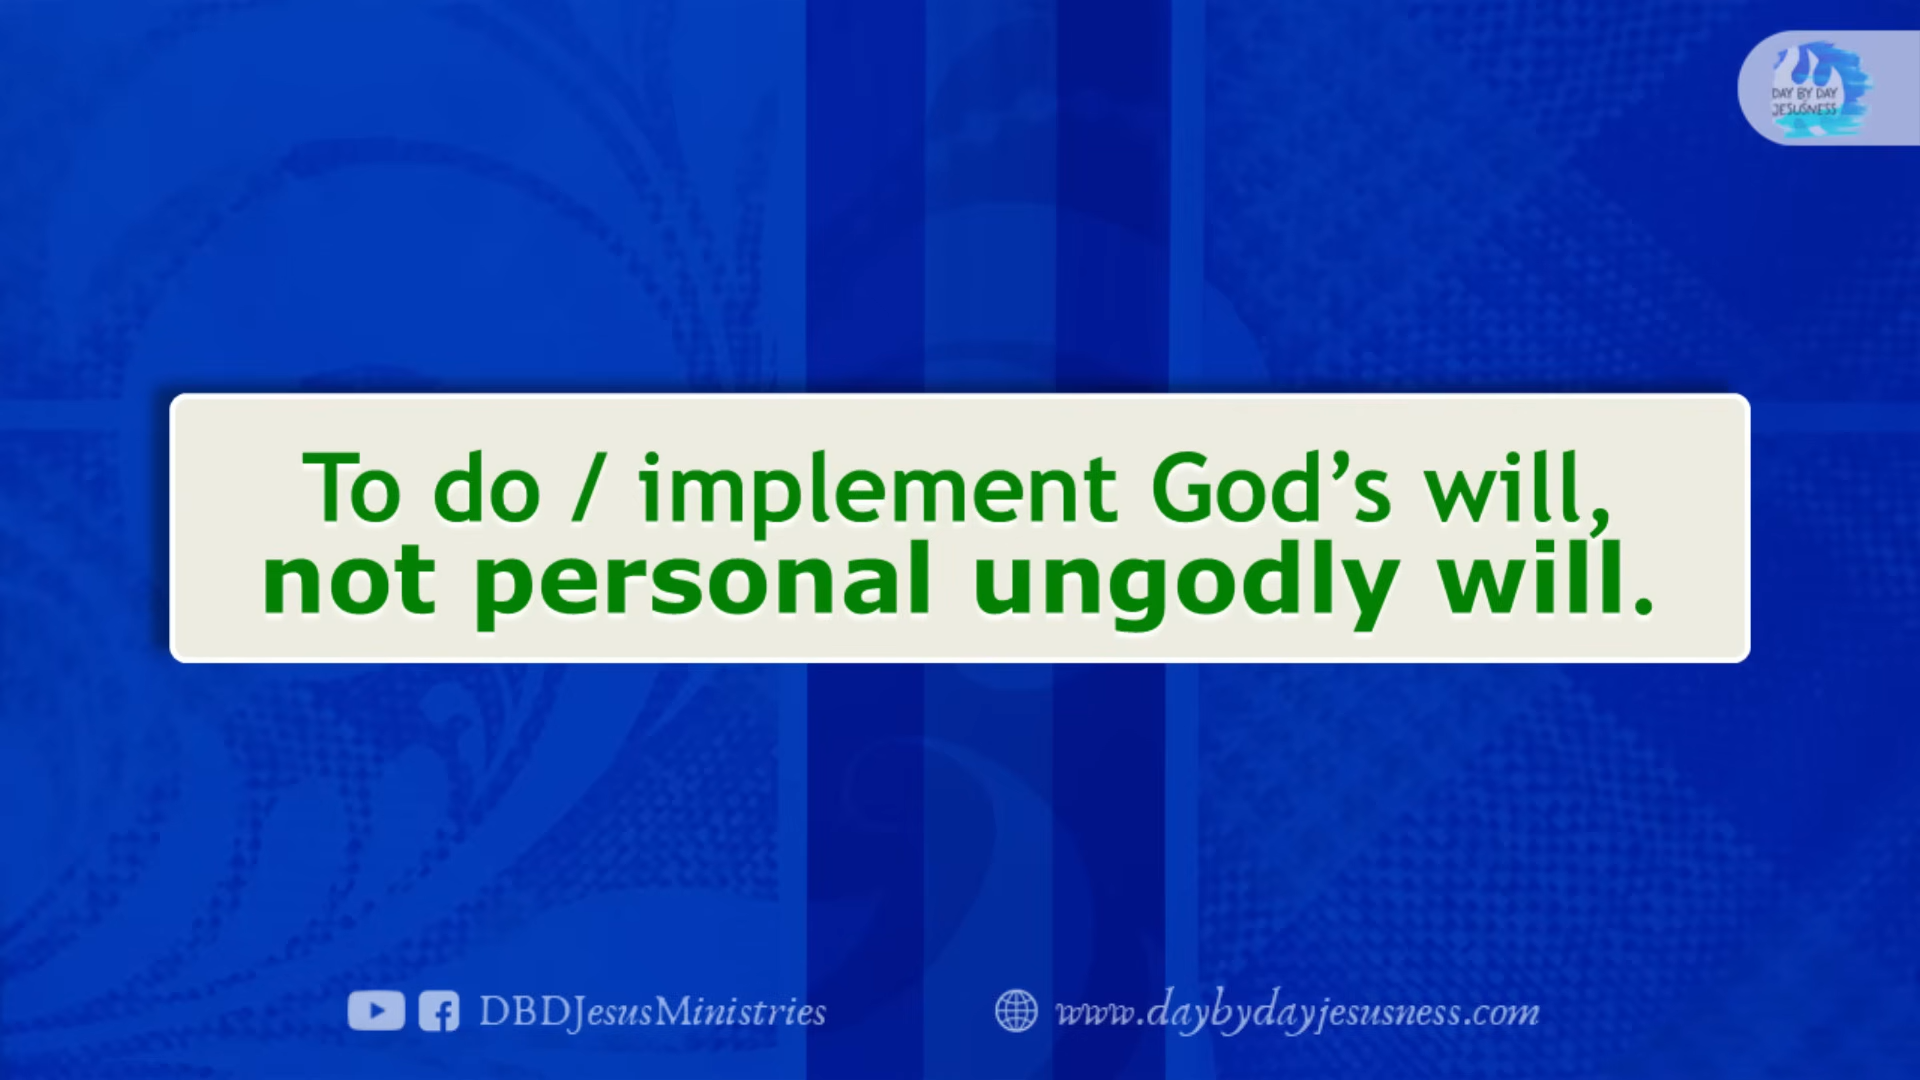 DAY BY DAY
JESUSNESS
To do / implement God’s will,
not personal ungodly will.
DBDJesusMinistries
www.daybydayjesusness.com